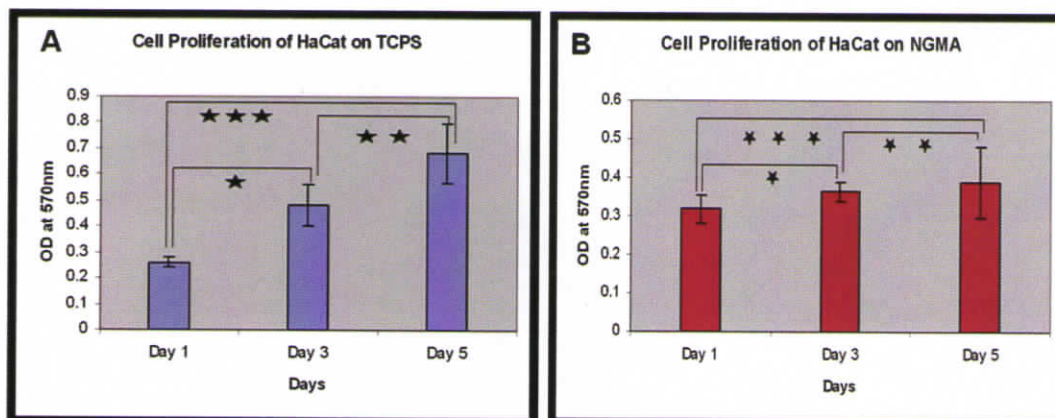 A
Cell Proliferation of HaCat on TCPS
OD at 570nm
0.9
0.8
0.7
0.6
0.5
0.4
0.3
0.2
0.1
0
Day 1 Day 3 Day 5
Days
B
Cell Proliferation of HaCat on NGMA
OD at 570nm
0.6
0.5
0.4
0.3
0.2
0.1
0
Day 1 Day 3 Day 5
Days